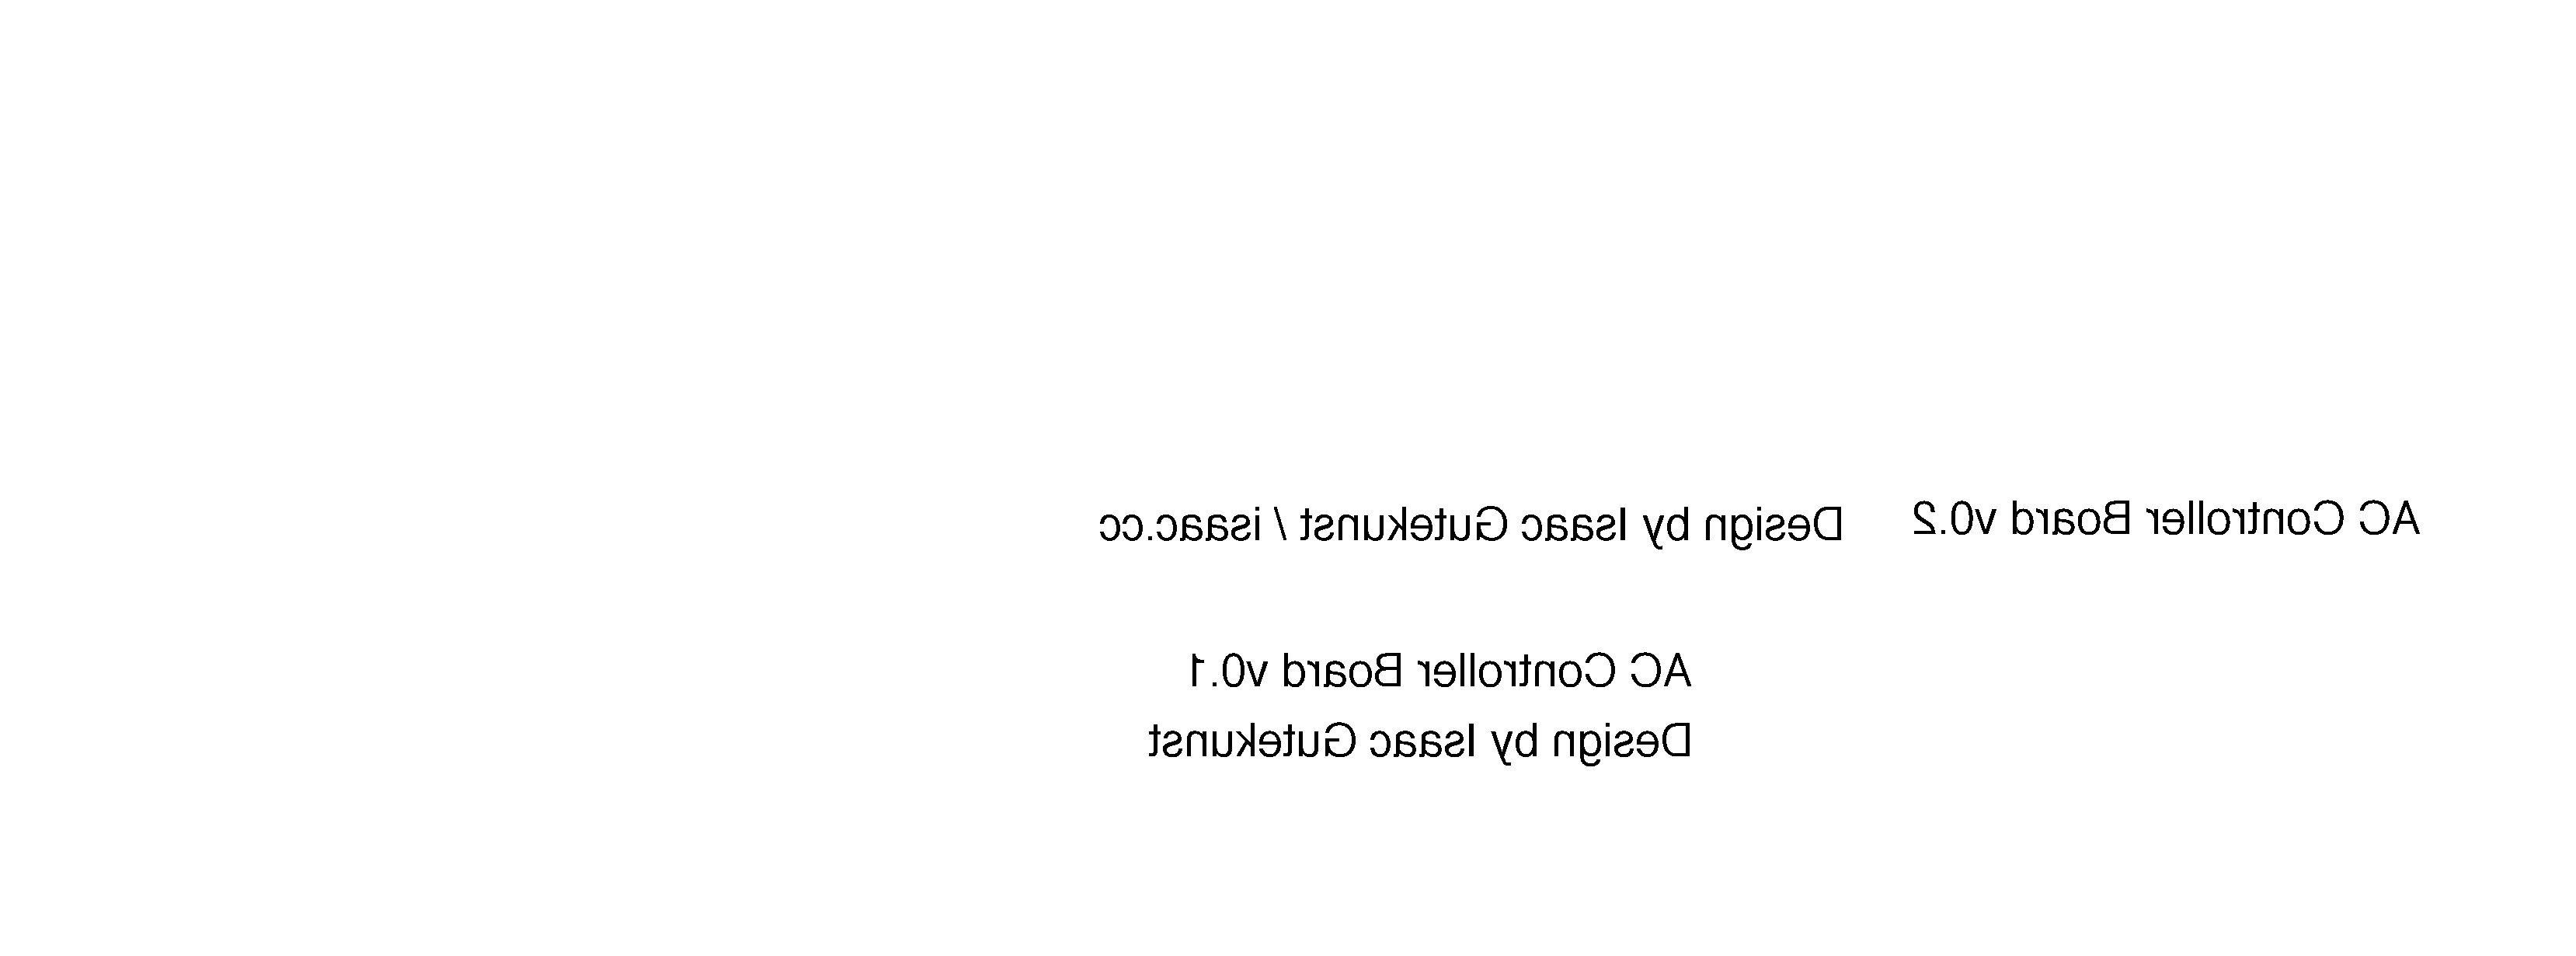 AC Controller Board v0.2
Design by Isaac Gutekunst / isaac.cc
AC Controller Board v0.1
Design by Isaac Gutekunst